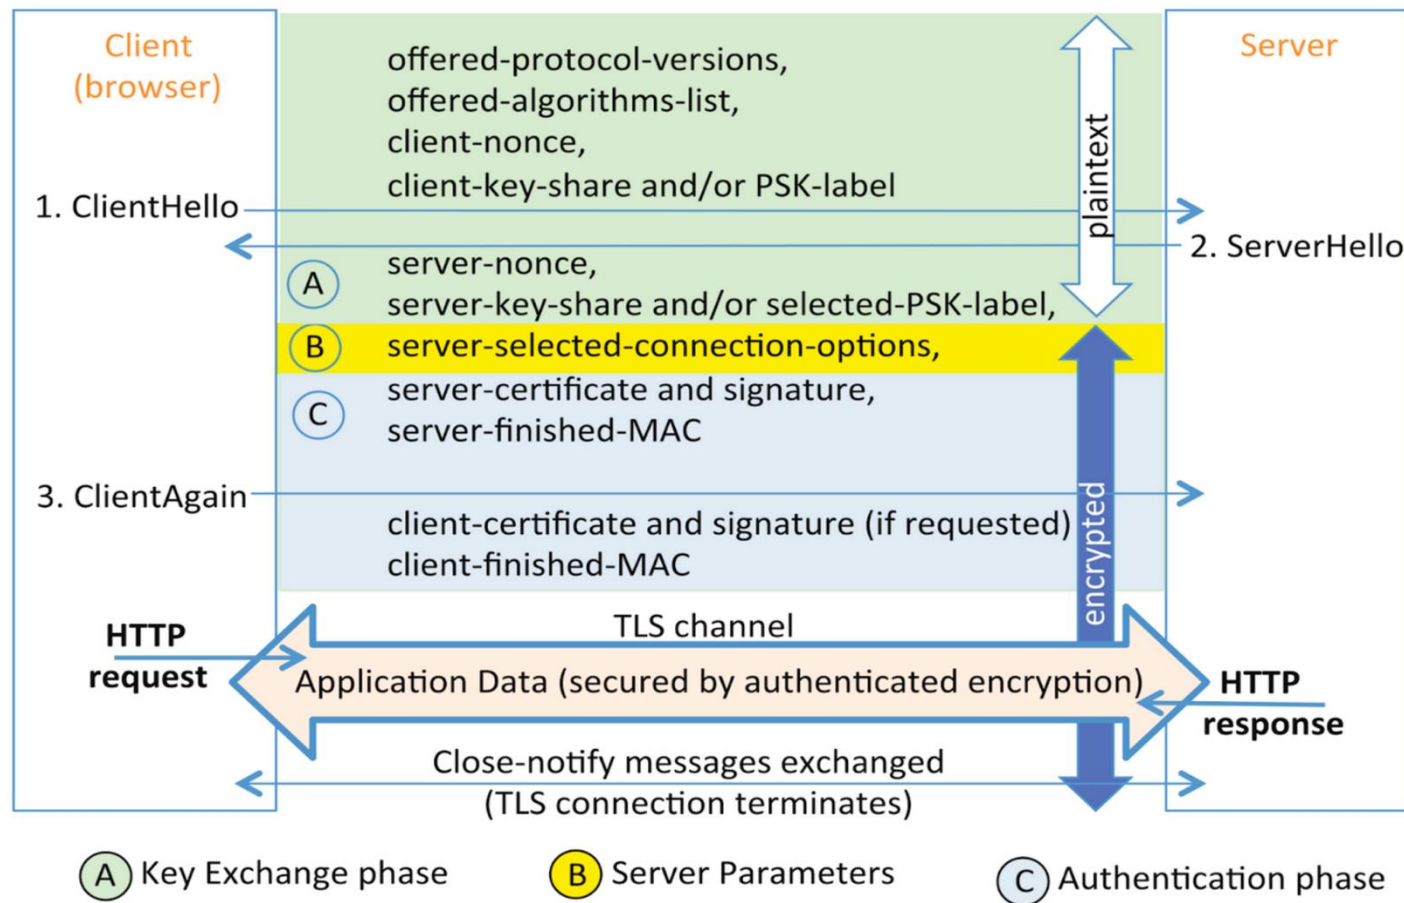 Client
(browser)
Server
offered-protocol-versions,
offered-algorithms-list,
client-nonce,
client-key-share and/or PSK-label
plaintext
1. ClientHello
2. ServerHello
A
server-nonce,
server-key-share and/or selected-PSK-label,
B
server-selected-connection-options,
C
server-certificate and signature,
server-finished-MAC
3. ClientAgain
encrypted
client-certificate and signature (if requested)
client-finished-MAC
TLS channel
HTTP
request
Application Data (secured by authenticated encryption)
HTTP
response
Close-notify messages exchanged
(TLS connection terminates)
A Key Exchange phase
B Server Parameters
C Authentication phase